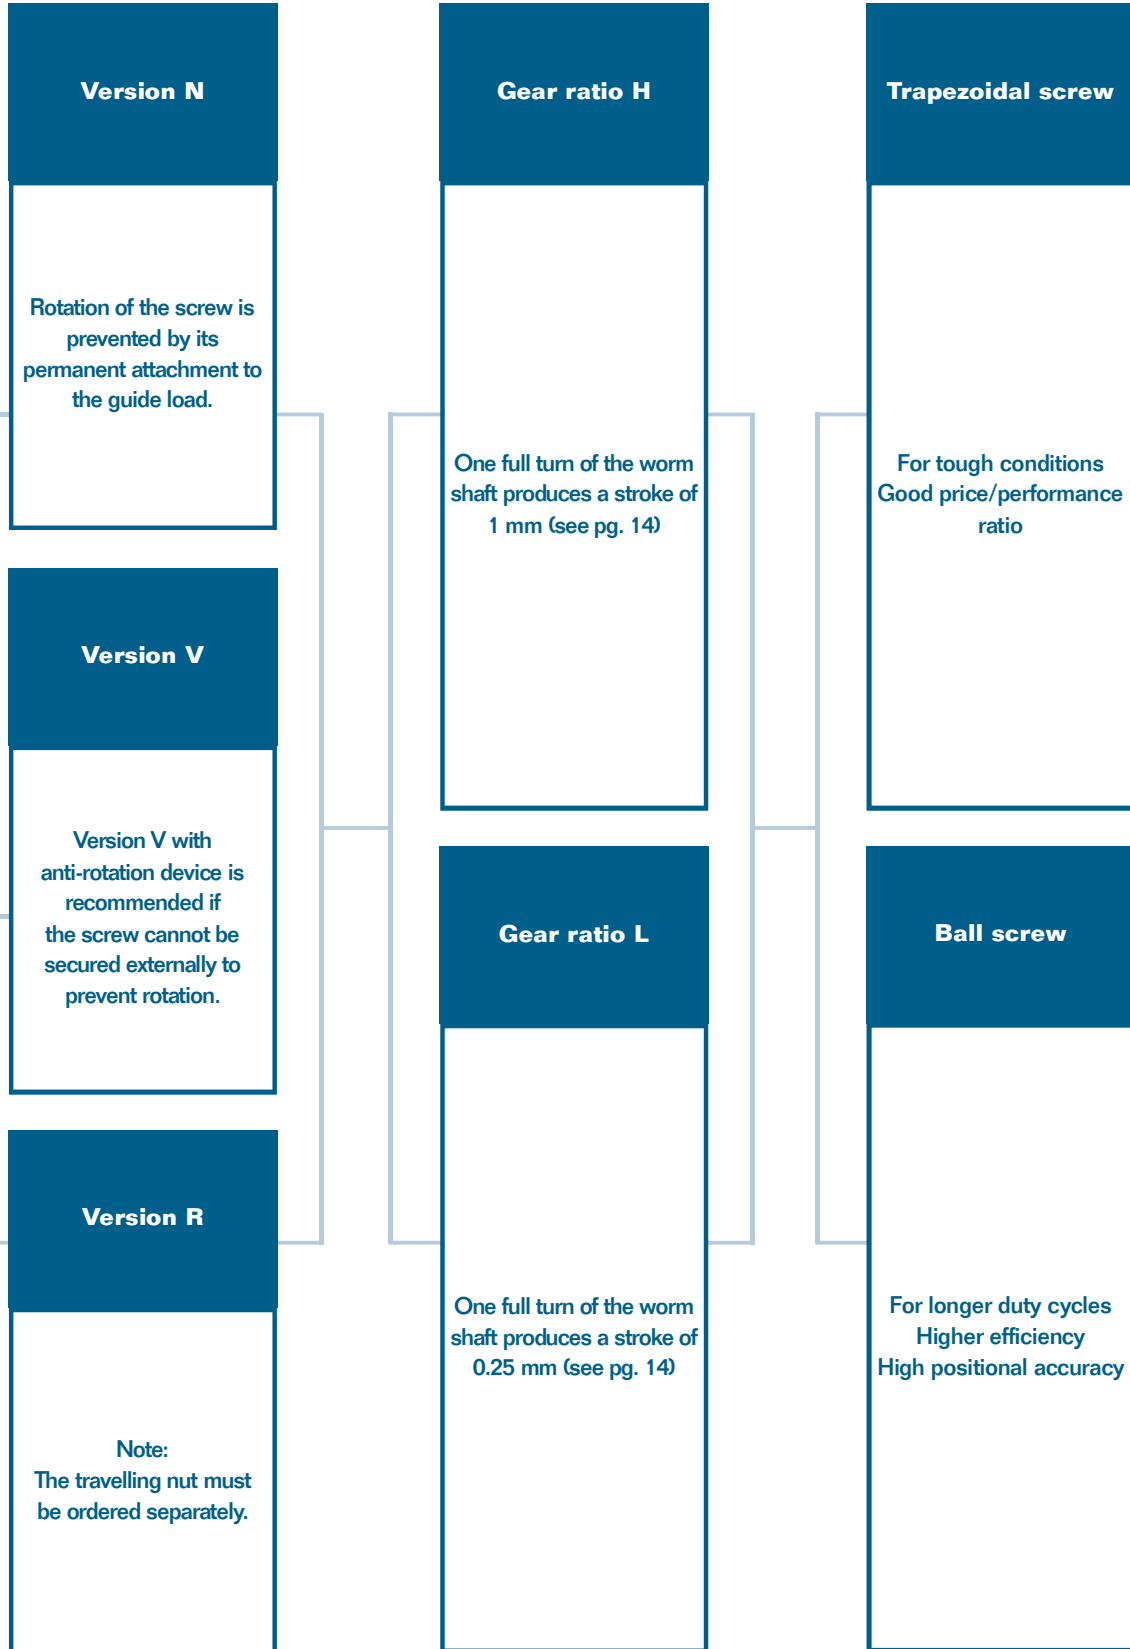 Version N
Rotation of the screw is
prevented by its
permanent attachment to
the guide load.
Version V
Version V with
anti-rotation device is
recommended if
the screw cannot be
secured externally to
prevent rotation.
Version R
Note:
The travelling nut must
be ordered separately.
Gear ratio H
One full turn of the worm
shaft produces a stroke of
1 mm (see pg. 14)
Gear ratio L
One full turn of the worm
shaft produces a stroke of
0.25 mm (see pg. 14)
Trapezoidal screw
For tough conditions
Good price/performance
ratio
Ball screw
For longer duty cycles
Higher efficiency
High positional accuracy